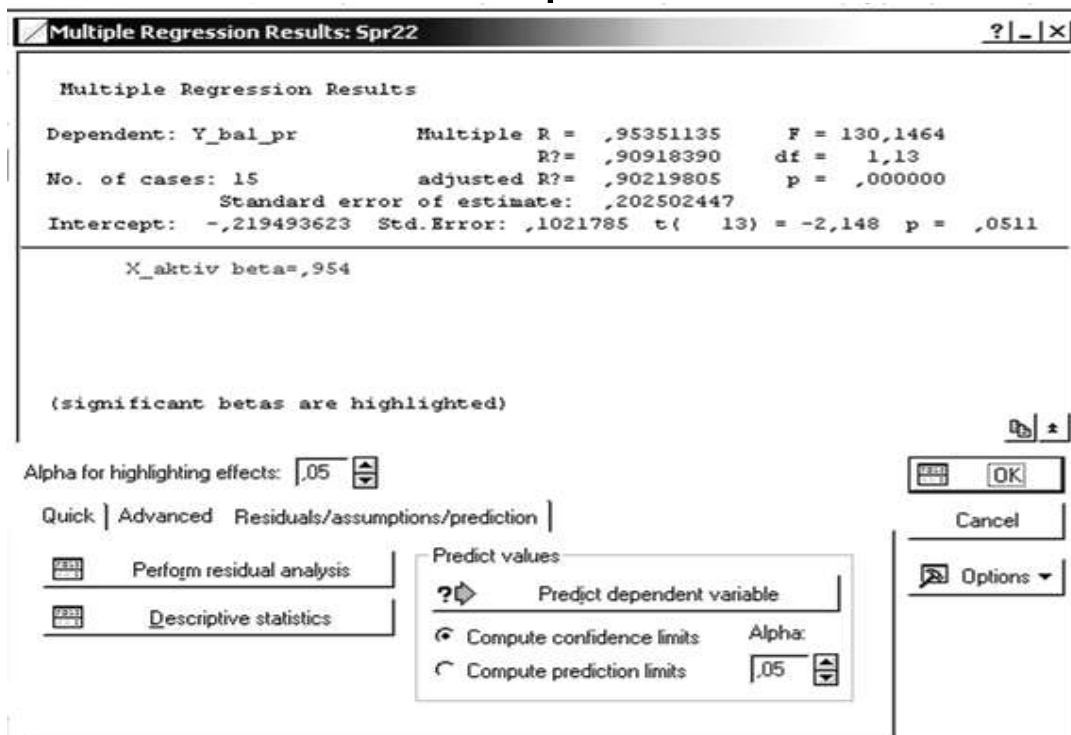 Multiple Regression Results: Spr22
Multiple Regression Results
Dependent: Y_bal_pr Multiple R = ,95351135 F = 130,1464
R?= ,90918390 df = 1,13
No. of cases: 15 adjusted R?= ,90219805 p = ,000000
Standard error of estimate: ,202502447
Intercept: -,219493623 Std.Error: ,1021785 t( 13) = -2,148 p = ,0511
X_aktiv beta=,954
(significant betas are highlighted)
Alpha for highlighting effects: ,05
OK
Quick Advanced Residuals/assumptions/prediction
Cancel
Perform residual analysis
Descriptive statistics
Predict values
Predict dependent variable
Compute confidence limits
Compute prediction limits
Alpha:
,05
Options